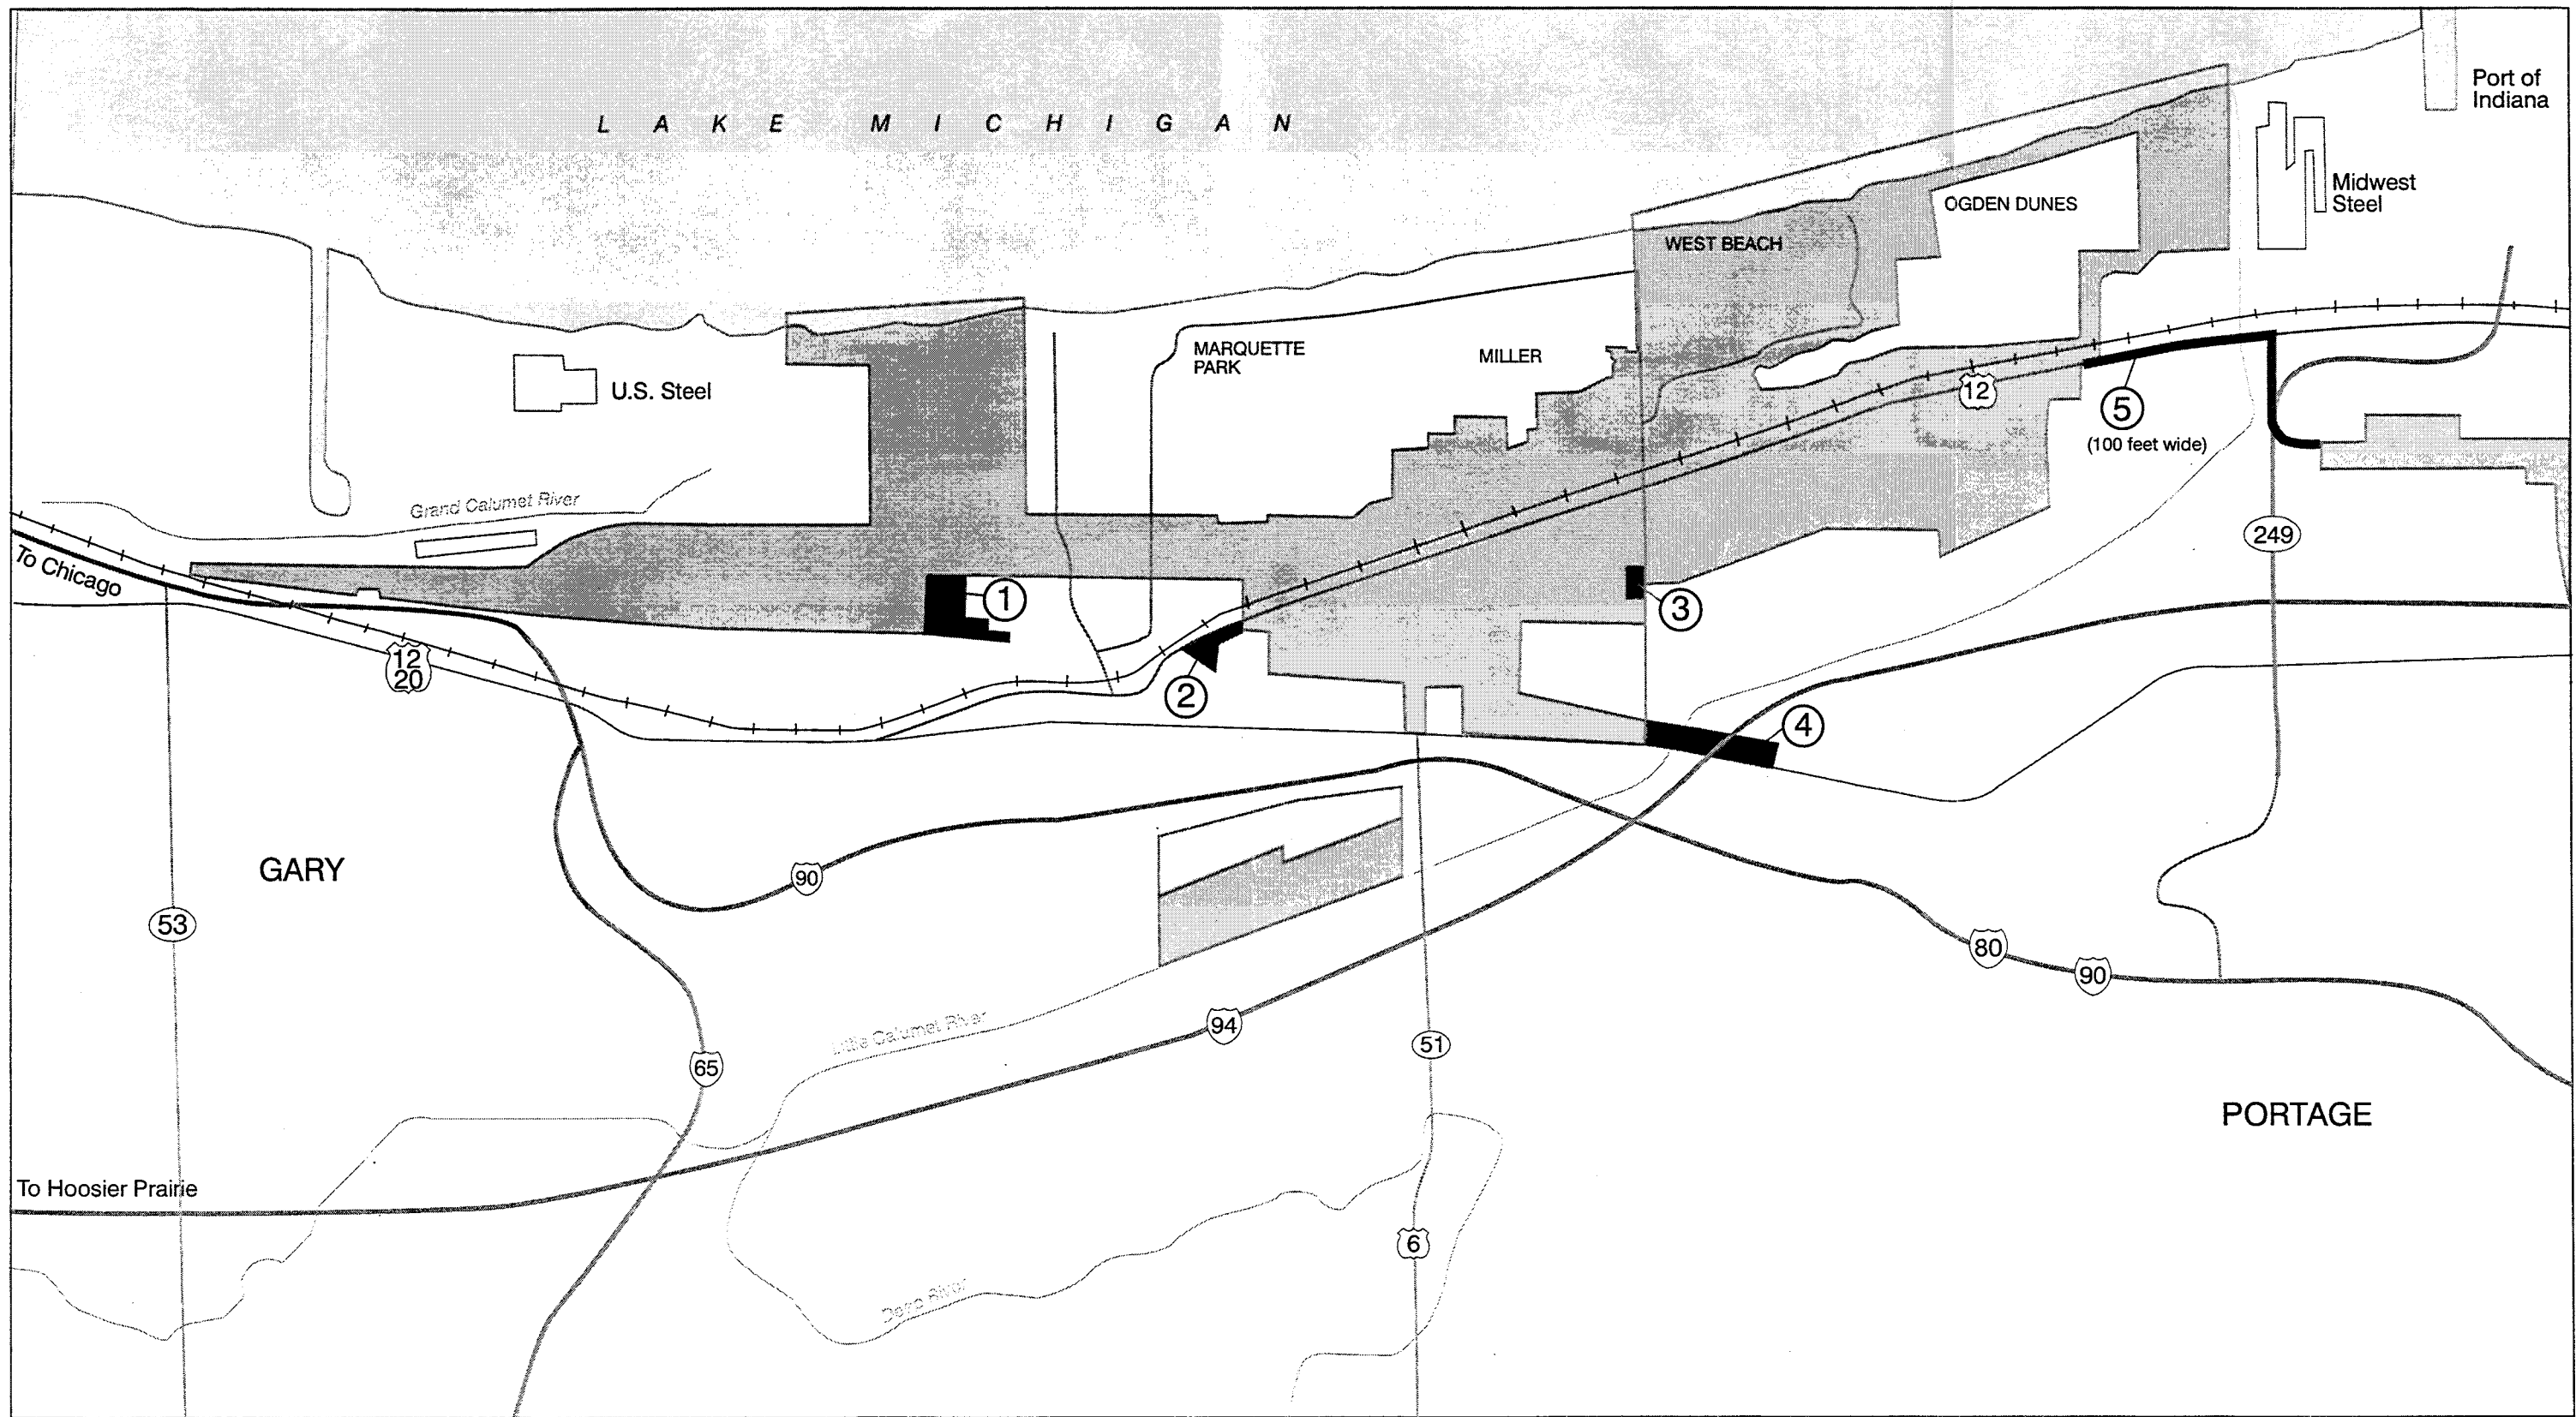 Port of
Indiana
L A K E M I C H I G A N
Midwest
Steel
OGDEN DUNES
WEST BEACH
MARQUETTE
PARK
MILLER
U.S. Steel
12
5
(100 feet wide)
Grand Calumet River
249
To Chicago
1
3
12
20
2
4
GARY
90
53
80
90
Little Calumet River
94
51
65
PORTAGE
To Hoosier Prairie
6
Deep River